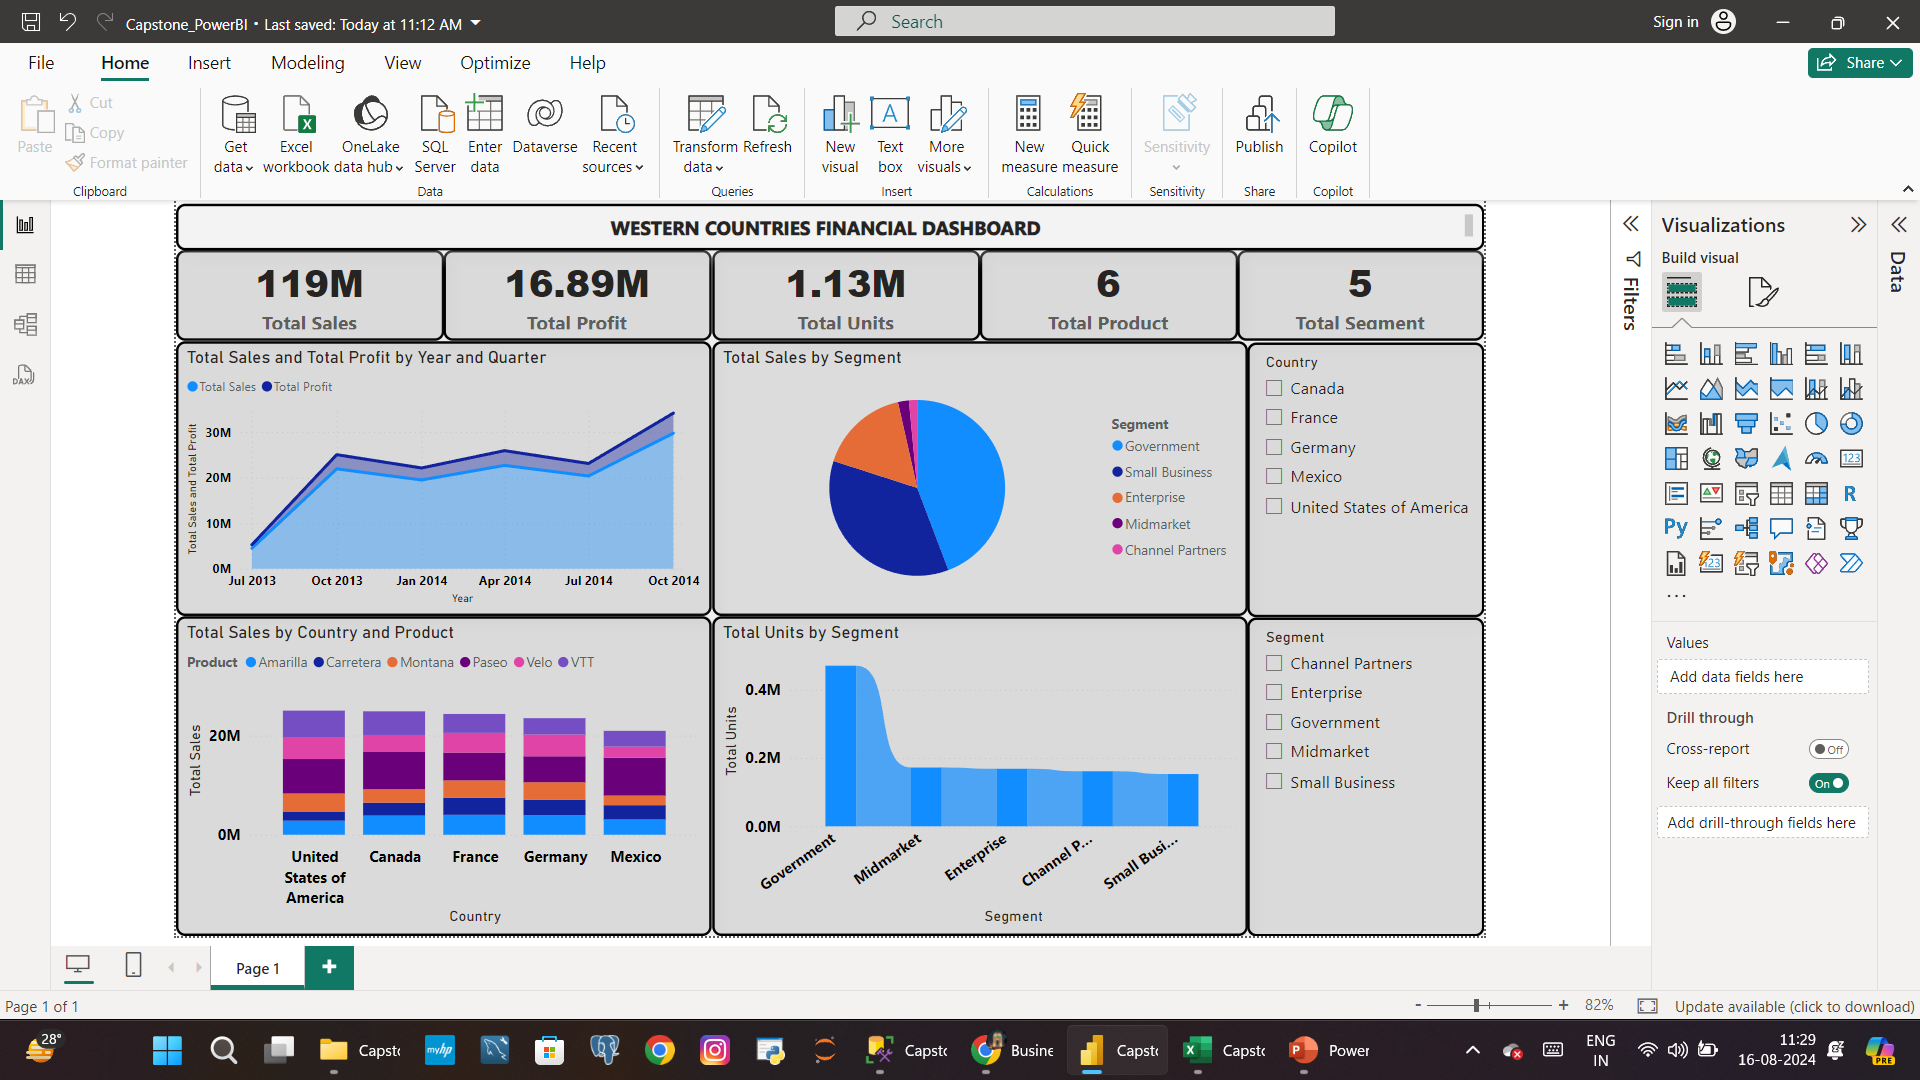 Capstone_PowerBI • Last saved: Today at 11:12 AM
Search
Sign in
File Home Insert Modeling View Optimize Help
Share
Paste
Cut
Copy
Format painter
Clipboard
Get data
Excel workbook
OneLake data hub
SQL Server
Enter data
Dataverse
Recent sources
Data
Transform data
Refresh
Queries
New visual
Text box
More visuals
Insert
New measure
Quick measure
Calculations
Sensitivity
Sensitivity
Publish
Share
Copilot
Copilot
WESTERN COUNTRIES FINANCIAL DASHBOARD
119M
Total Sales
16.89M
Total Profit
1.13M
Total Units
6
Total Product
5
Total Segment
Total Sales and Total Profit by Year and Quarter
Total Sales Total Profit
Total Sales and Total Profit
30M
20M
10M
0M
Jul 2013 Oct 2013 Jan 2014 Apr 2014 Jul 2014 Oct 2014
Year
Total Sales by Segment
Segment
Government
Small Business
Enterprise
Midmarket
Channel Partners
Country
Canada
France
Germany
Mexico
United States of America
Total Sales by Country and Product
Product Amarilla Carretera Montana Paseo Velo VTT
Total Sales
20M
0M
United States of America
Canada
France
Germany
Mexico
Country
Total Units by Segment
Total Units
0.4M
0.2M
0.0M
Government
Midmarket
Enterprise
Channel P...
Small Busi...
Segment
Segment
Channel Partners
Enterprise
Government
Midmarket
Small Business
Filters
Visualizations
Build visual
123
R
Py
123
...
Values
Add data fields here
Drill through
Cross-report
Off
Keep all filters
On
Add drill-through fields here
Data
DAX
Page 1
+
Page 1 of 1
- + 82%
Update available (click to download)
28°
myhp
Capst
Capstc
Busine
Capstc
Capstc
Power
ENG
IN
11:29
16-08-2024
PRE